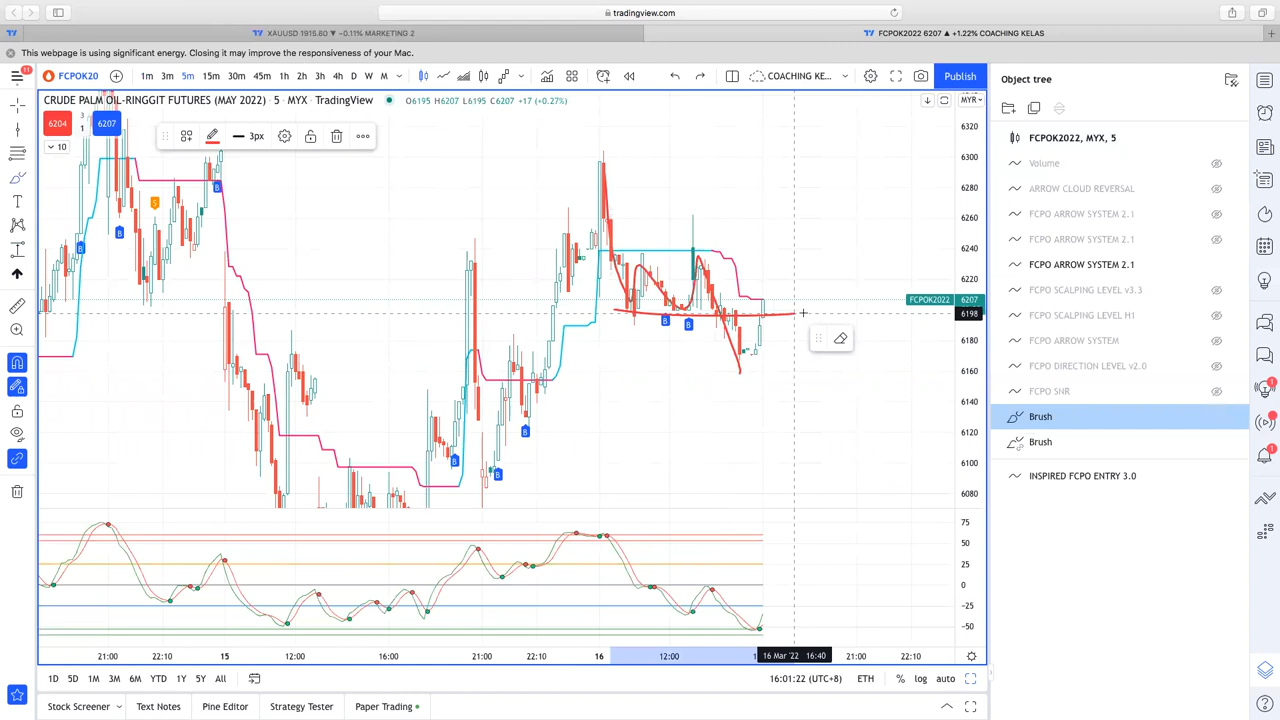 tradingview.com
XAUUSD 1915.60 ▼ −0.11% MARKETING 2
FCPOK2022 6207 ▲ +1.22% COACHING KELAS
This webpage is using significant energy. Closing it may improve the responsiveness of your Mac.
11
FCPOK20
1m 3m 5m 15m 30m 45m 1h 2h 3h 4h D W M
COACHING KE...
Publish
Object tree
CRUDE PALM OIL-RINGGIT FUTURES (MAY 2022) · 5 · MYX · TradingView
O6195 H6207 L6195 C6207 +17 (+0.27%)
MYR
6204
3
1
6207
3px
10
FCPOK2022, MYX, 5
Volume
ARROW CLOUD REVERSAL
FCPO ARROW SYSTEM 2.1
FCPO ARROW SYSTEM 2.1
FCPO ARROW SYSTEM 2.1
FCPO SCALPING LEVEL v3.3
FCPO SCALPING LEVEL H1
FCPO ARROW SYSTEM
FCPO DIRECTION LEVEL v2.0
FCPO SNR
Brush
Brush
INSPIRED FCPO ENTRY 3.0
6320
6300
6280
6260
6240
6220
FCPOK2022 6207
6198
6180
6160
6140
6120
6100
6080
S
B
B
B
B
B
B
B
B
75
50
25
0
−25
−50
21:00 22:10 15 12:00 16:00 21:00 22:10 16 12:00 16 Mar '22 16:40 21:00 22:10
1D 5D 1M 3M 6M YTD 1Y 5Y All
16:01:22 (UTC+8) ETH % log auto
Stock Screener Text Notes Pine Editor Strategy Tester Paper Trading
1
1